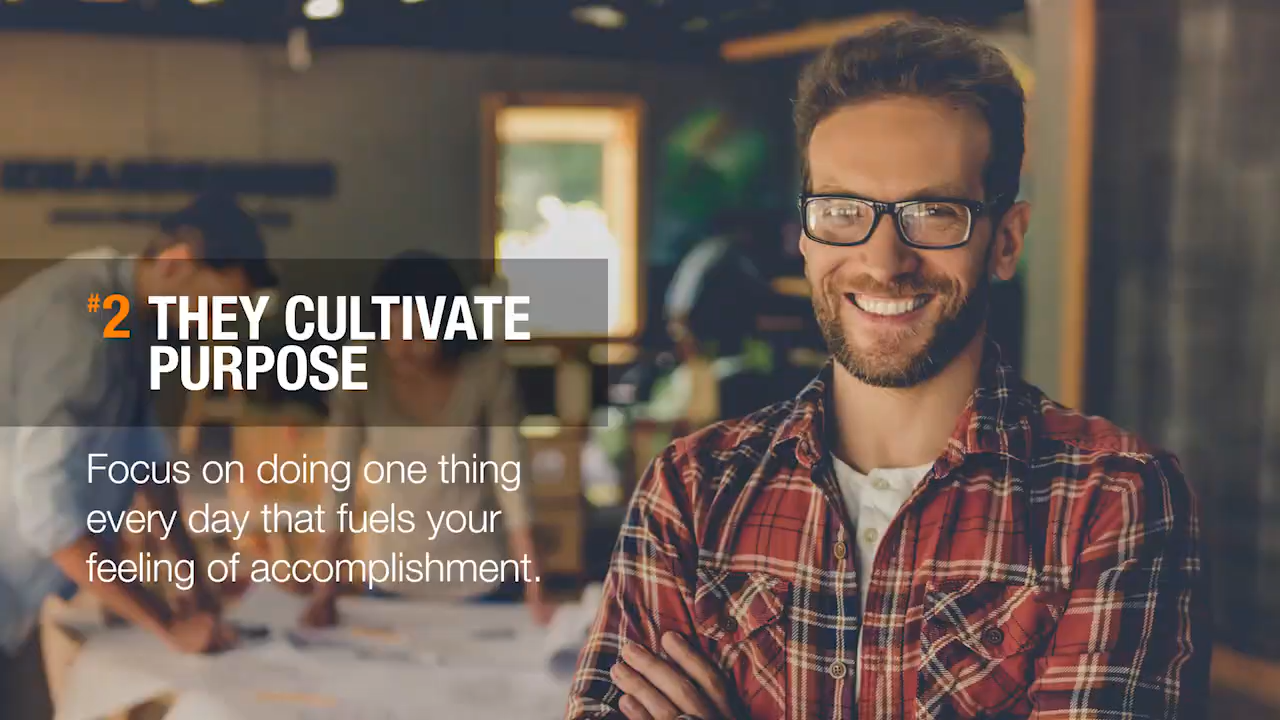 #2 THEY CULTIVATE
PURPOSE
Focus on doing one thing
every day that fuels your
feeling of accomplishment.